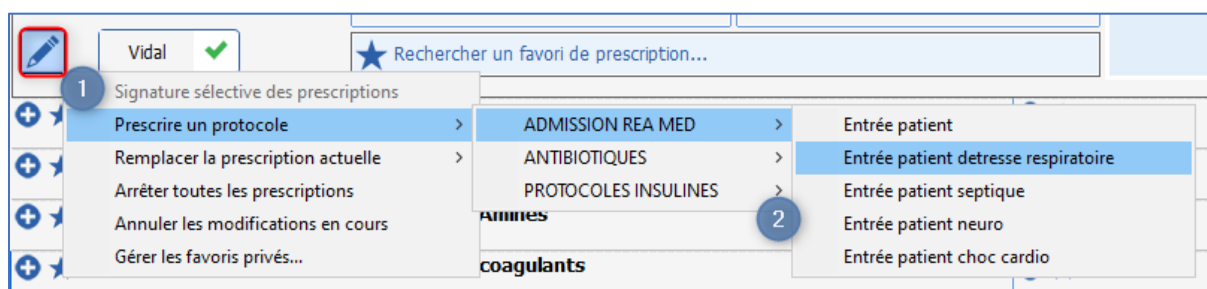 Vidal
Rechercher un favori de prescription...
1
Signature sélective des prescriptions
Prescrire un protocole
Remplacer la prescription actuelle
Arrêter toutes les prescriptions
Annuler les modifications en cours
Gérer les favoris privés...
ADMISSION REA MED
ANTIBIOTIQUES
PROTOCOLES INSULINES
2
Entrée patient
Entrée patient detresse respiratoire
Entrée patient septique
Entrée patient neuro
Entrée patient choc cardio
Amines
coagulants